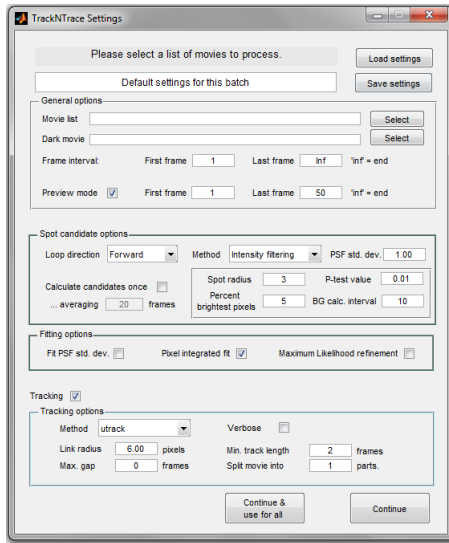 TrackNTrace Settings
Please select a list of movies to process.
Load settings
Default settings for this batch
Save settings
General options
Movie list
Select
Dark movie
Select
Frame interval: First frame 1 Last frame Inf 'inf' = end
Preview mode First frame 1 Last frame 50 'inf' = end
Spot candidate options
Loop direction Forward Method Intensity filtering PSF std. dev. 1.00
Calculate candidates once
... averaging 20 frames
Spot radius 3 P-test value 0.01
Percent brightest pixels 5 BG calc. interval 10
Fitting options
Fit PSF std. dev. Pixel integrated fit Maximum Likelihood refinement
Tracking
Tracking options
Method utrack Verbose
Link radius 6.00 pixels Min. track length 2 frames
Max. gap 0 frames Split movie into 1 parts.
Continue &
use for all
Continue